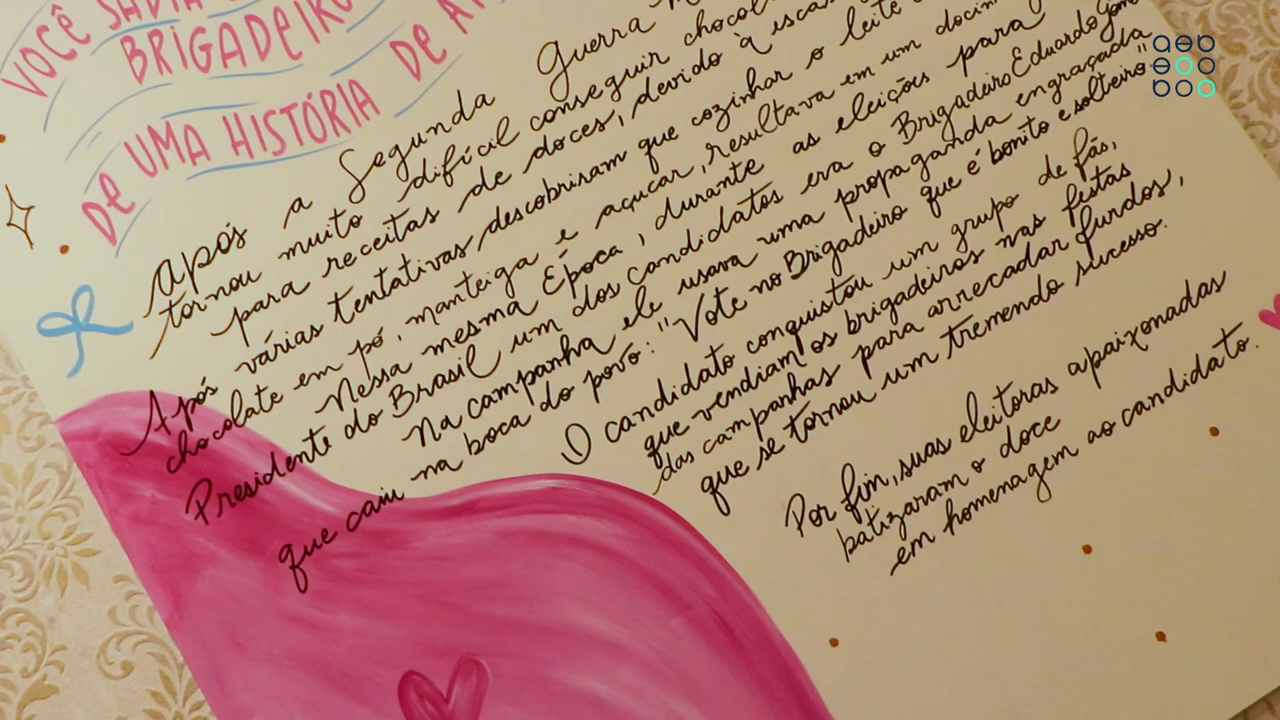 VOCÊ SABIA
BRIGADEIRO
DE UMA HISTÓRIA DE
Após a Segunda Guerra
tornou muito difícil conseguir
para receitas de doces, devido à
Após várias tentativas descobriram que cozinhar o leite
chocolate em pó, manteiga e açucar, resultava em um
Nessa mesma Época, durante as eleições para
Presidente do Brasil um dos candidatos era o Brigadeiro Eduardo
Na campanha ele usava uma propaganda engraçada
que caiu na boca do povo: "Vote no Brigadeiro que é bonito e solteiro"
O candidato conquistou um grupo de fãs,
que vendiam os brigadeiros nas festas
das campanhas para arrecadar fundos,
que se tornou um tremendo sucesso.
Por fim, suas eleitoras apaixonadas
batizaram o doce
em homenagem ao candidato.